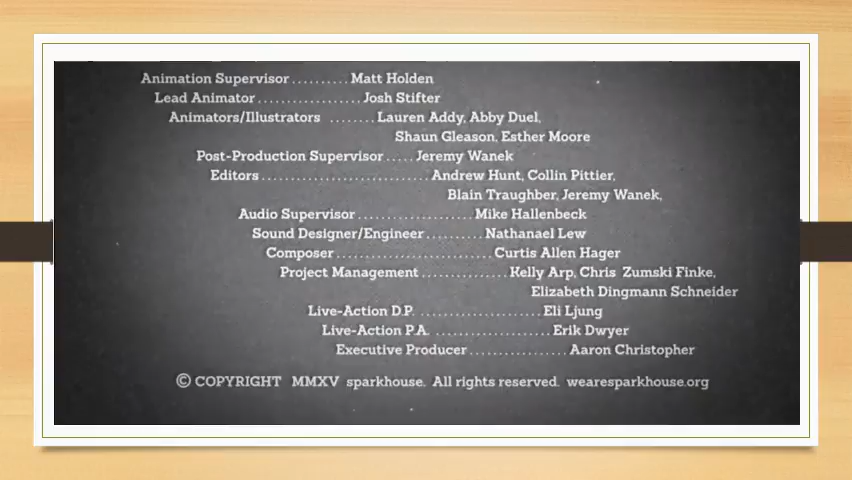 Animation Supervisor .......... Matt Holden
Lead Animator .................. Josh Stifter
Animators/Illustrators ........ Lauren Addy, Abby Duel,
Shaun Gleason, Esther Moore
Post-Production Supervisor ..... Jeremy Wanek
Editors ............................. Andrew Hunt, Collin Pittier,
Blain Traughber, Jeremy Wanek,
Audio Supervisor .................... Mike Hallenbeck
Sound Designer/Engineer .......... Nathanael Lew
Composer ........................... Curtis Allen Hager
Project Management ............... Kelly Arp, Chris Zumski Finke,
Elizabeth Dingmann Schneider
Live-Action D.P. ..................... Eli Ljung
Live-Action P.A. .................... Erik Dwyer
Executive Producer ................. Aaron Christopher
© COPYRIGHT MMXV sparkhouse. All rights reserved. wearesparkhouse.org